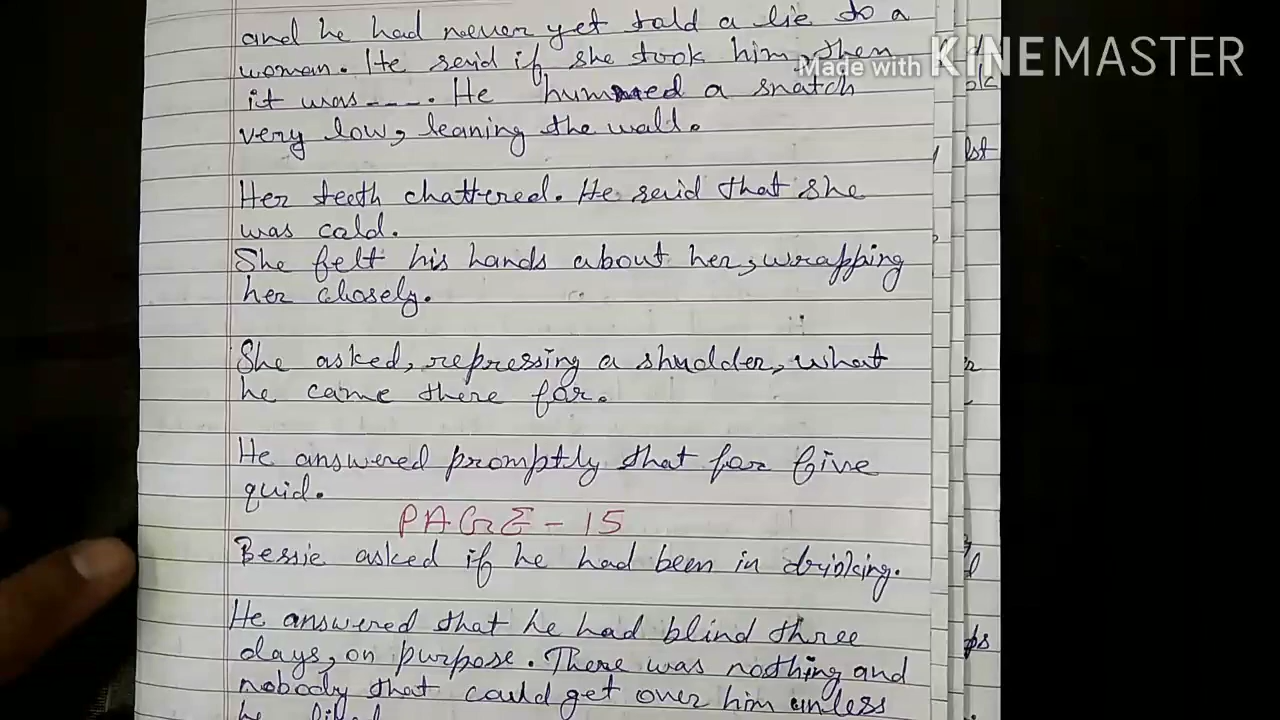 and he had never yet told a lie to a
woman. He said if she took him, then
Made with KINEMASTER
it was ----. He hummed a snatch
very low, leaning the wall.
Her teeth chattered. He said that she
was cold.
She felt his hands about her, wrapping
her closely.
She asked, repressing a shudder, what
he came there for.
He answered promptly that for five
quid.
PAGE - 15
Bessie asked if he had been in drinking.
He answered that he had blind three
days, on purpose. There was nothing and
nobody that could get over him unless
he liked